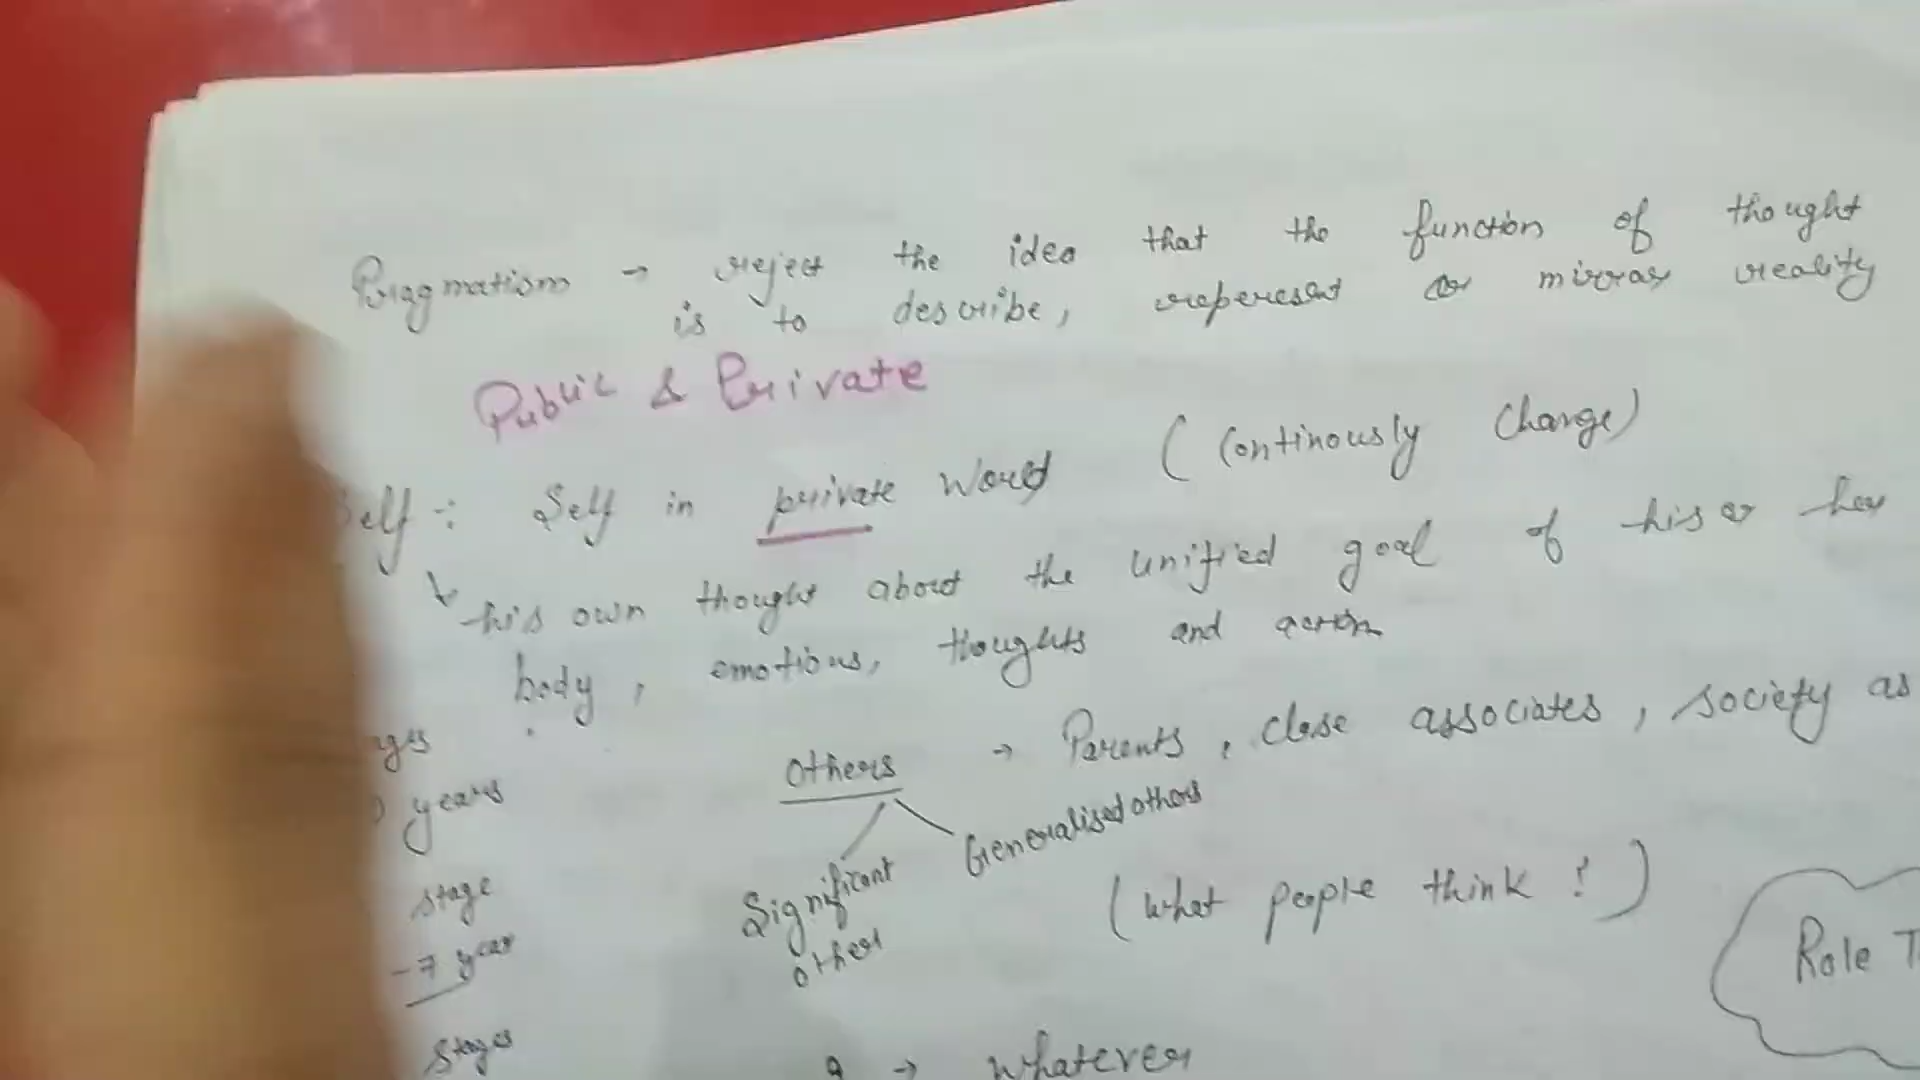 Pragmatism → reject the idea that the function of thought
is to describe, represent or mirror reality
Public & Private
Self : Self in private World (Continously Change)
his own thought about the unified goal of his or her
body, emotions, thoughts and action
Others → Parents, close associates, society as
years
Significant others
Generalised others
stage
(What people think ?)
-7 year
Role T
stages
→ Whatever